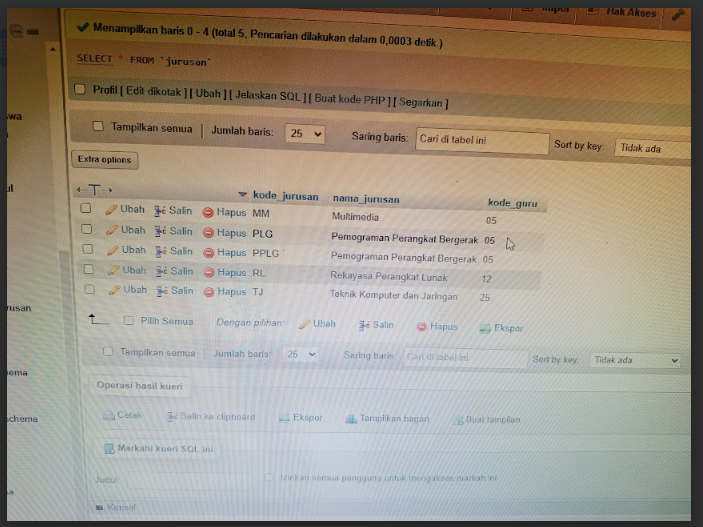 Impor Hak Akses
Menampilkan baris 0 - 4 (total 5, Pencarian dilakukan dalam 0,0003 detik.)
SELECT * FROM `jurusan`
Profil [ Edit dikotak ] [ Ubah ] [ Jelaskan SQL ] [ Buat kode PHP ] [ Segarkan ]
Tampilkan semua | Jumlah baris: 25 Saring baris: Cari di tabel ini Sort by key: Tidak ada
Extra options
kode_jurusan nama_jurusan kode_guru
Ubah Salin Hapus MM Multimedia 05
Ubah Salin Hapus PLG Pemograman Perangkat Bergerak 05
Ubah Salin Hapus PPLG Pemograman Perangkat Bergerak 05
Ubah Salin Hapus RL Rekayasa Perangkat Lunak 12
Ubah Salin Hapus TJ Teknik Komputer dan Jaringan 25
Pilih Semua Dengan pilihan: Ubah Salin Hapus Ekspor
Tampilkan semua | Jumlah baris: 25 Saring baris: Cari di tabel ini Sort by key: Tidak ada
Operasi hasil kueri
Cetak Salin ke clipboard Ekspor Tampilkan bagan Buat tampilan
Markahi kueri SQL ini
Judul: Izinkan semua pengguna untuk mengakses markah ini
Konsol